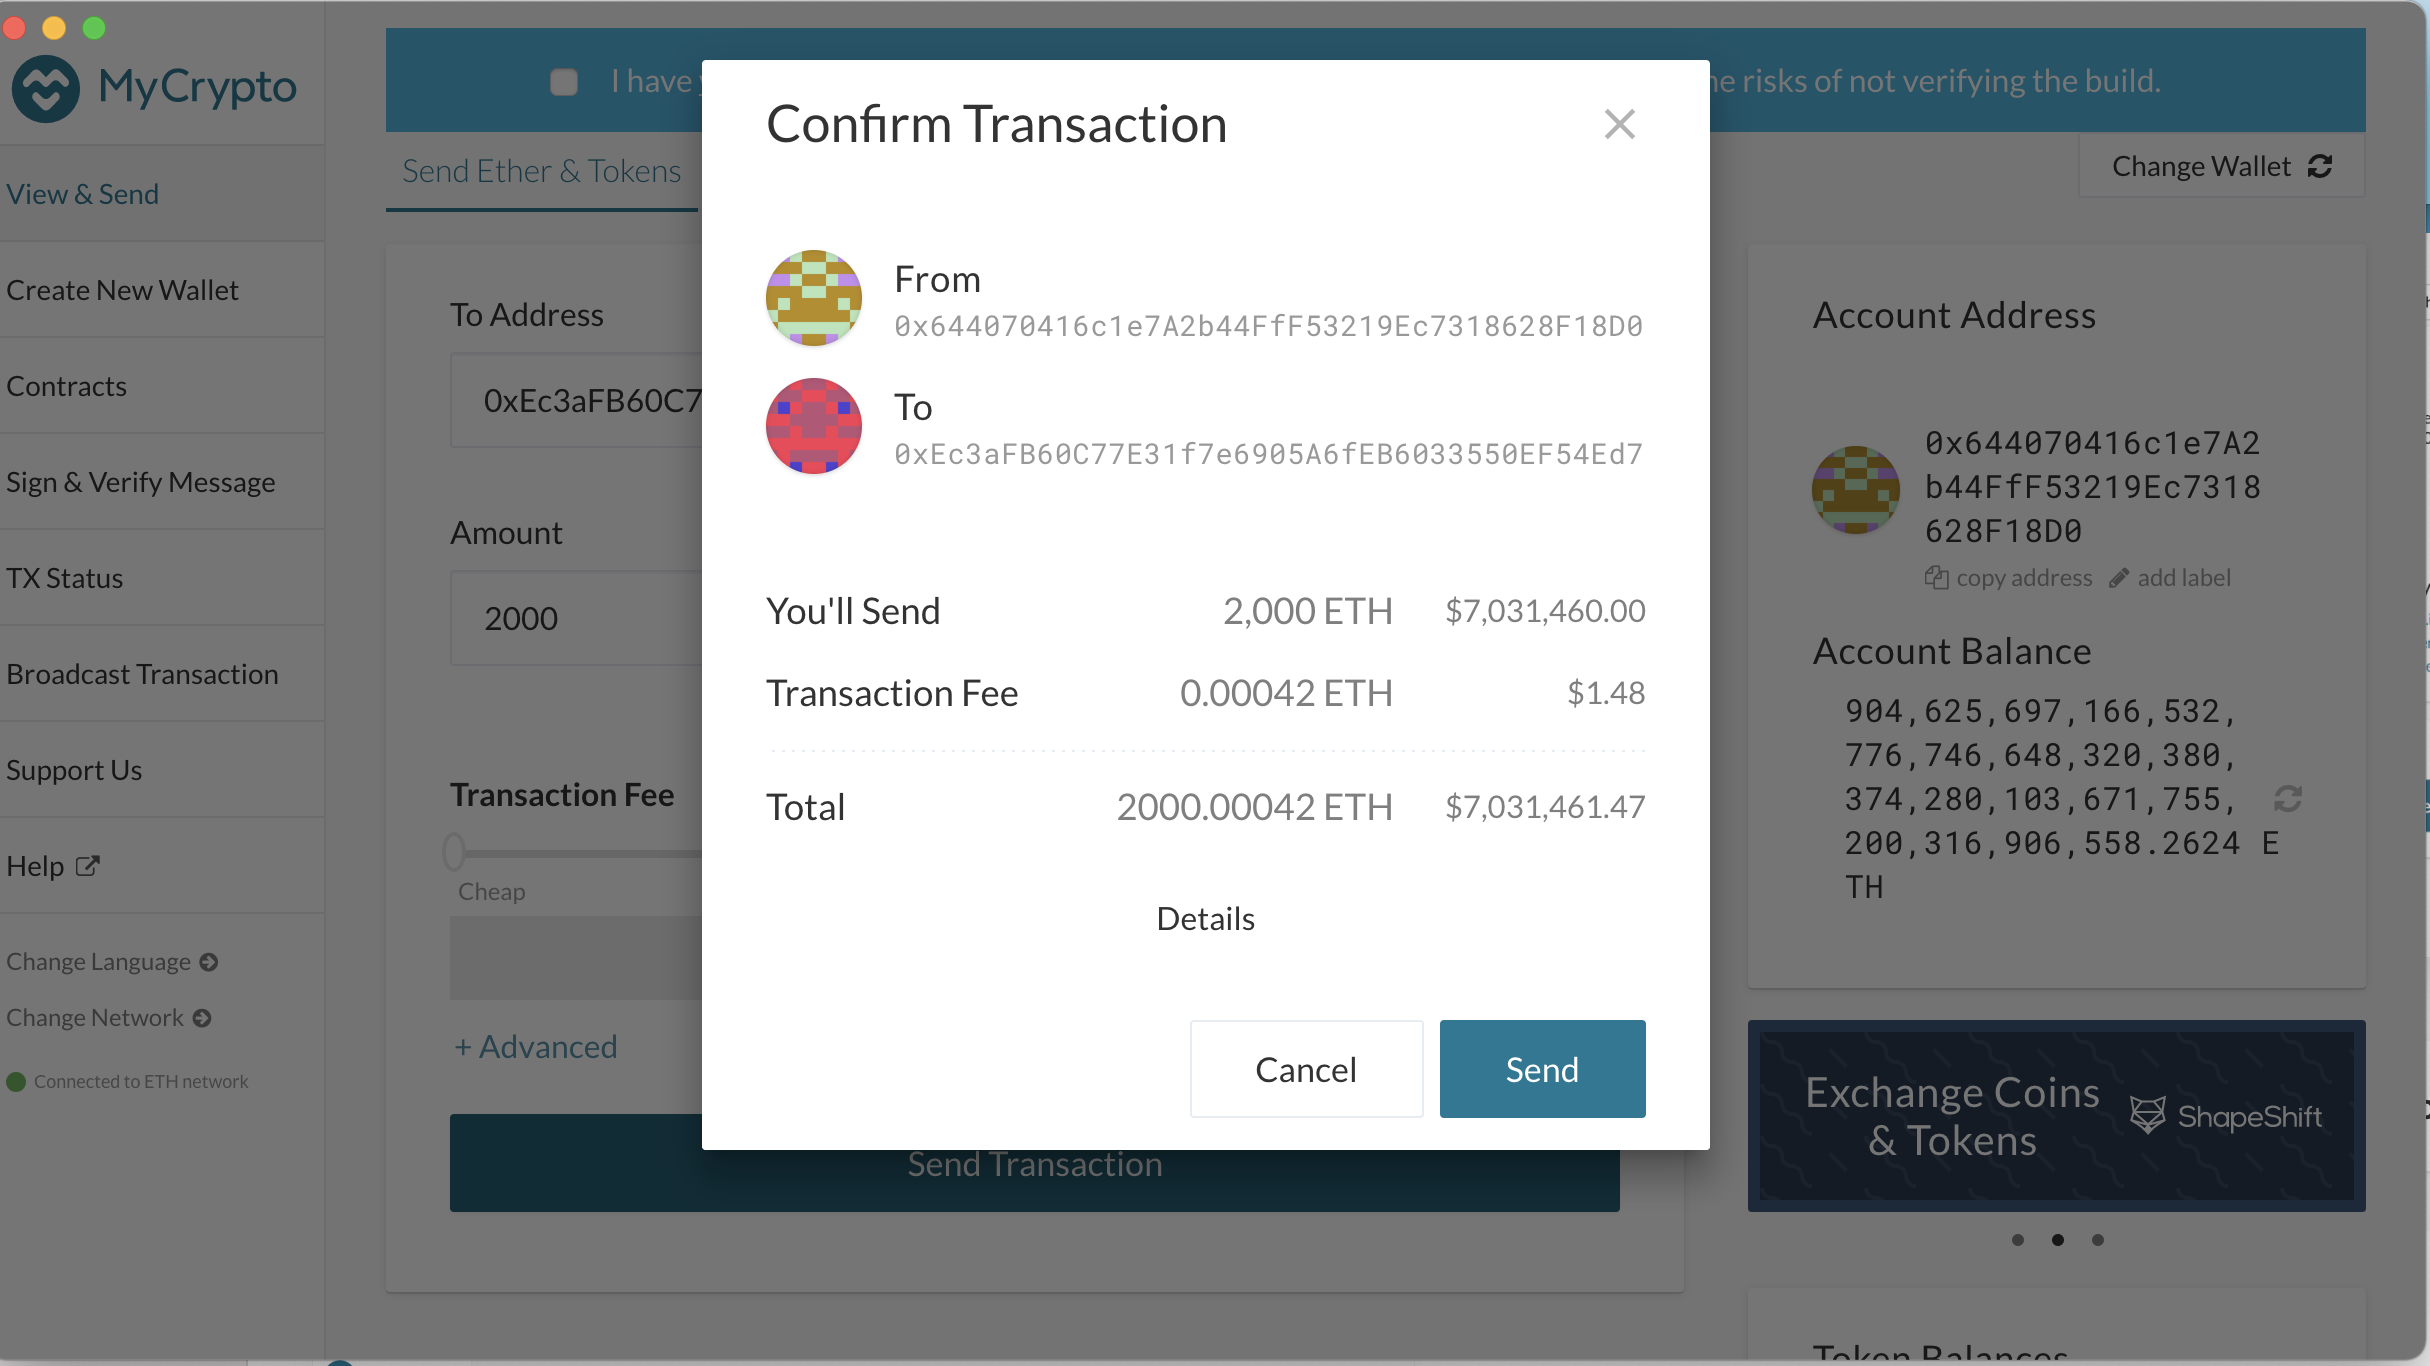 MyCrypto
I have
he risks of not verifying the build.
View & Send
Create New Wallet
Contracts
Sign & Verify Message
TX Status
Broadcast Transaction
Support Us
Help
Change Language
Change Network
Connected to ETH network
Send Ether & Tokens
Change Wallet
To Address
0xEc3aFB60C7
Amount
2000
Transaction Fee
Cheap
+ Advanced
Send Transaction
Confirm Transaction
From
0x644070416c1e7A2b44FfF53219Ec7318628F18D0
To
0xEc3aFB60C77E31f7e6905A6fEB6033550EF54Ed7
You'll Send 2,000 ETH $7,031,460.00
Transaction Fee 0.00042 ETH $1.48
Total 2000.00042 ETH $7,031,461.47
Details
Cancel Send
Account Address
0x644070416c1e7A2
b44FfF53219Ec7318
628F18D0
copy address add label
Account Balance
904,625,697,166,532,
776,746,648,320,380,
374,280,103,671,755,
200,316,906,558.2624 E
TH
Exchange Coins
& Tokens
ShapeShift
Token Balances